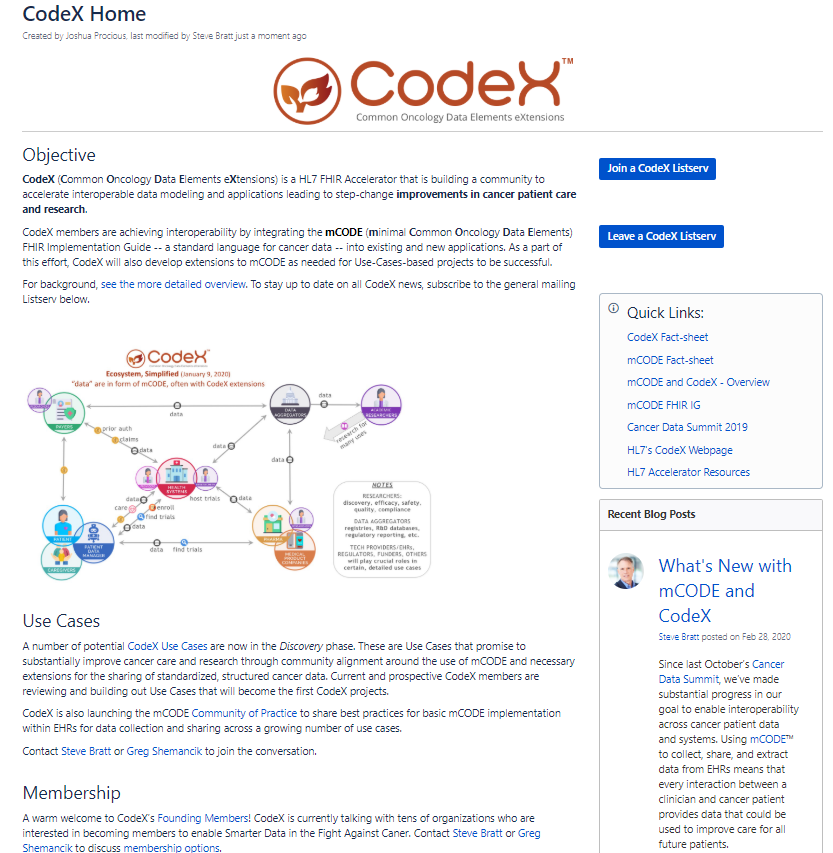 CodeX Home
Created by Joshua Procious, last modified by Steve Bratt just a moment ago
CodeX™
Common Oncology Data Elements eXtensions
Objective
CodeX (Common Oncology Data Elements eXtensions) is a HL7 FHIR Accelerator that is building a community to
accelerate interoperable data modeling and applications leading to step-change improvements in cancer patient care
and research.
CodeX members are achieving interoperability by integrating the mCODE (minimal Common Oncology Data Elements)
FHIR Implementation Guide -- a standard language for cancer data -- into existing and new applications. As a part
of this effort, CodeX will also develop extensions to mCODE as needed for Use-Cases-based projects to be successful.
For background, see the more detailed overview. To stay up to date on all CodeX news, subscribe to the general mailing
Listserv below.
CodeX
Ecosystem, Simplified (January 9, 2020)
"data" are in form of mCODE, often with CodeX extensions
data
DATA
AGGREGATORS
data
ACADEMIC
RESEARCHERS
PAYERS
prior auth
claims
data
data
research for
many uses
data
HEALTH
SYSTEMS
data
care
enroll
find trials
data
host trials
data
PATIENT
PATIENT
DATA
MANAGER
CAREGIVERS
data
find trials
PHARMA
MEDICAL
PRODUCT
COMPANIES
NOTES
RESEARCHERS:
discovery, efficacy, safety,
quality, compliance
DATA AGGREGATORS
registries, R&D databases,
regulatory reporting, etc.
TECH PROVIDERS/EHRS,
REGULATORS, FUNDERS, OTHERS
will play crucial roles in
certain, detailed use cases
Use Cases
A number of potential CodeX Use Cases are now in the Discovery phase. These are Use Cases that promise to
substantially improve cancer care and research through community alignment around the use of mCODE and necessary
extensions for the sharing of standardized, structured cancer data. Current and prospective CodeX members are
reviewing and building out Use Cases that will become the first CodeX projects.
CodeX is also launching the mCODE Community of Practice to share best practices for basic mCODE implementation
within EHRs for data collection and sharing across a growing number of use cases.
Contact Steve Bratt or Greg Shemancik to join the conversation.
Membership
A warm welcome to CodeX's Founding Members! CodeX is currently talking with tens of organizations who are
interested in becoming members to enable Smarter Data in the Fight Against Caner. Contact Steve Bratt or Greg
Shemancik to discuss membership options.
Join a CodeX Listserv
Leave a CodeX Listserv
Quick Links:
CodeX Fact-sheet
mCODE Fact-sheet
mCODE and CodeX - Overview
mCODE FHIR IG
Cancer Data Summit 2019
HL7's CodeX Webpage
HL7 Accelerator Resources
Recent Blog Posts
What's New with
mCODE and
CodeX
Steve Bratt posted on Feb 28, 2020
Since last October's Cancer
Data Summit, we've made
substantial progress in our
goal to enable interoperability
across cancer patient data
and systems. Using mCODE™
to collect, share, and extract
data from EHRs means that
every interaction between a
clinician and cancer patient
provides data that could be
used to improve care for all
future patients.